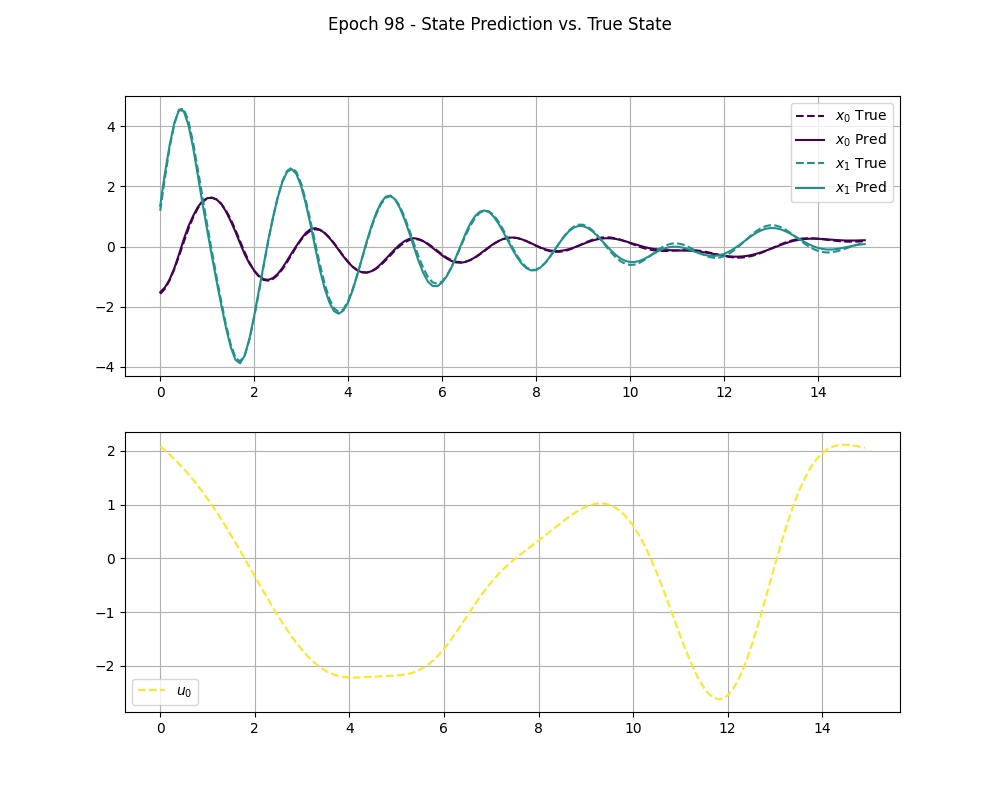 Epoch 98 - State Prediction vs. True State
4
2
0
−2
−4
x₀ True
x₀ Pred
x₁ True
x₁ Pred
0 2 4 6 8 10 12 14
2
1
0
−1
−2
u₀
0 2 4 6 8 10 12 14